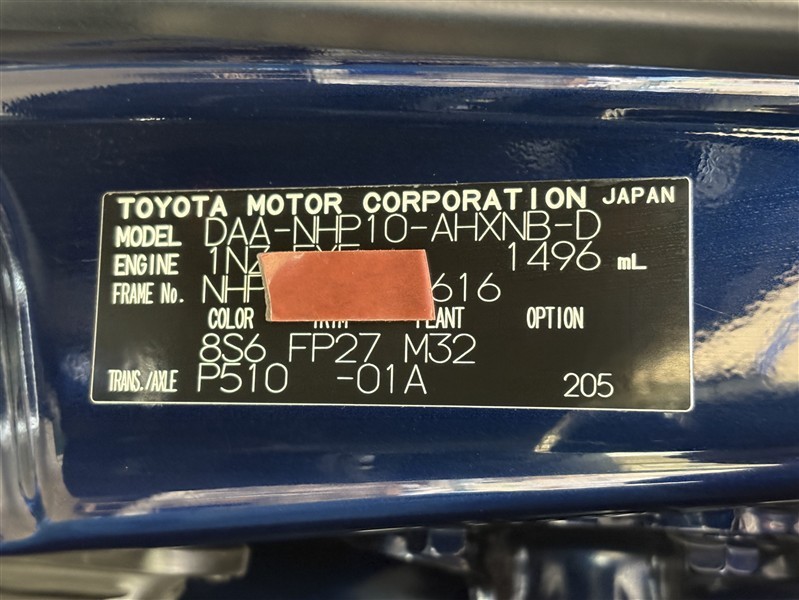 TOYOTA MOTOR CORPORATION JAPAN
MODEL DAA-NHP10-AHXNB-D
ENGINE 1496 mL
FRAME No. 616
COLOR OPTION
8S6 FP27 M32
TRANS./AXLE P510 -01A 205